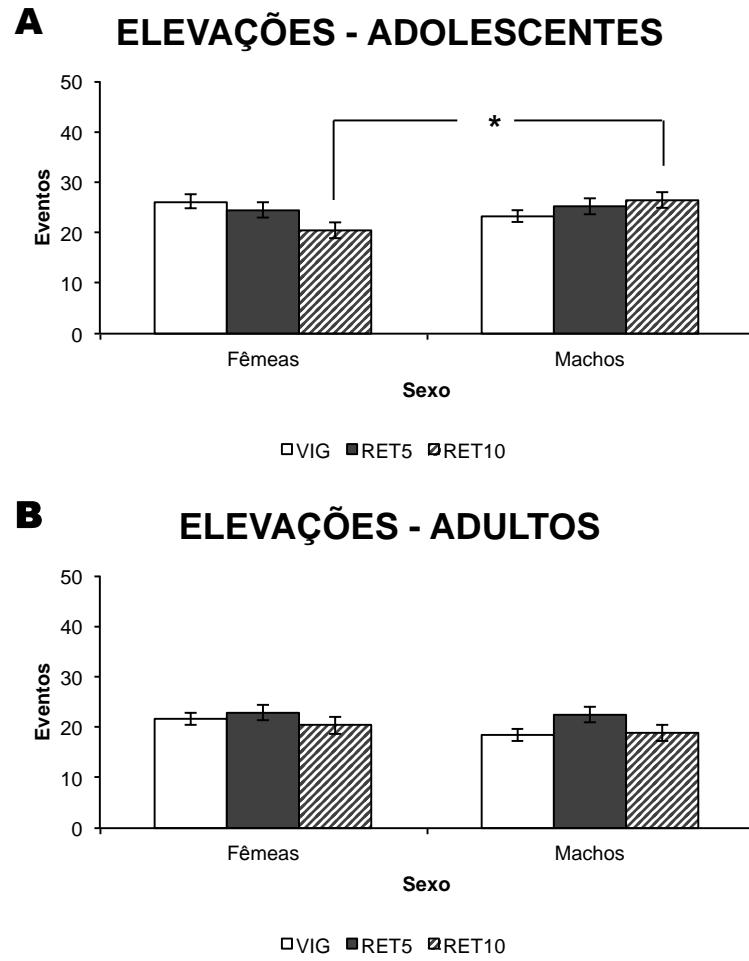 A
ELEVAÇÕES - ADOLESCENTES
50
40
30
20
10
0
Eventos
*
Fêmeas Machos
Sexo
VIG RET5 RET10
B
ELEVAÇÕES - ADULTOS
50
40
30
20
10
0
Eventos
Fêmeas Machos
Sexo
VIG RET5 RET10